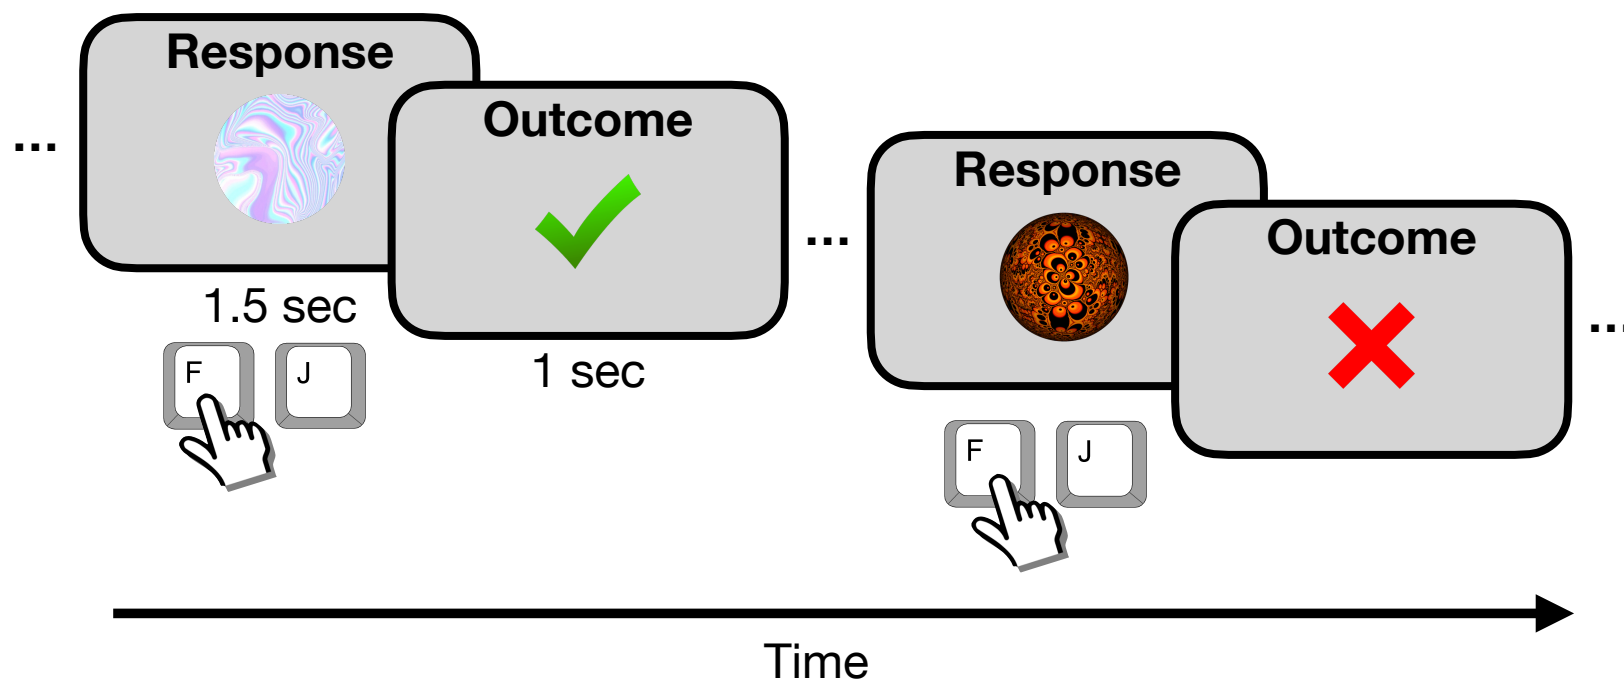 Response
Outcome
...
1.5 sec
F J
1 sec
Response
Outcome
...
...
F J
Time